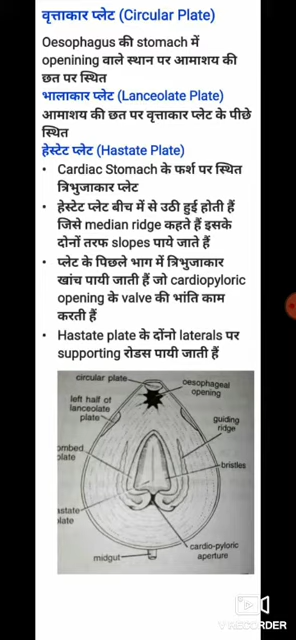 वृत्ताकार प्लेट (Circular Plate)
Oesophagus की stomach में
openining वाले स्थान पर आमाशय की
छत पर स्थित
भालाकार प्लेट (Lanceolate Plate)
आमाशय की छत पर वृत्ताकार प्लेट के पीछे
स्थित
हेस्टेट प्लेट (Hastate Plate)
• Cardiac Stomach के फर्श पर स्थित
त्रिभुजाकार प्लेट
• हेस्टेट प्लेट बीच में से उठी हुई होती हैं
जिसे median ridge कहते हैं इसके
दोनों तरफ slopes पाये जाते हैं
• प्लेट के पिछले भाग में त्रिभुजाकार
खांच पायी जाती हैं जो cardiopyloric
opening के valve की भांति काम
करती हैं
• Hastate plate के दोंनो laterals पर
supporting रोडस पायी जाती हैं
circular plate
oesophageal
opening
left half of
lanceolate
plate
guiding
ridge
ombed
plate
bristles
astate
plate
cardio-pyloric
aperture
midgut
RECORDER